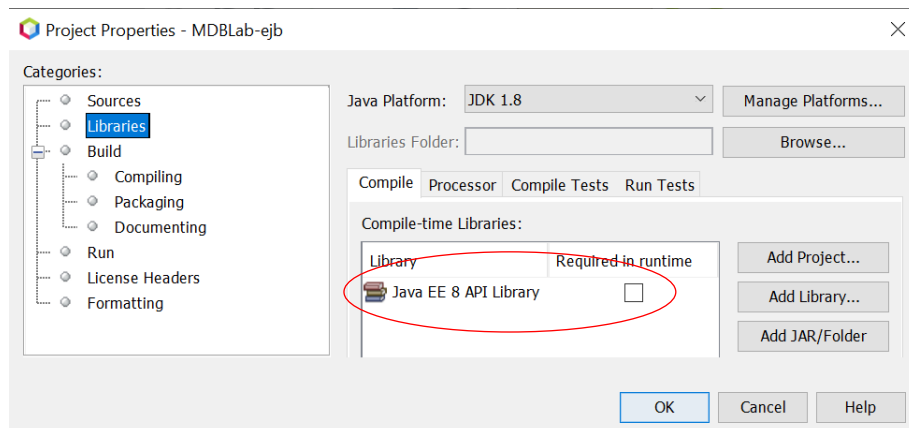 Project Properties - MDBLab-ejb
Categories:
Sources
Libraries
Build
Compiling
Packaging
Documenting
Run
License Headers
Formatting
Java Platform: JDK 1.8 Manage Platforms...
Libraries Folder: Browse...
Compile Processor Compile Tests Run Tests
Compile-time Libraries:
Library Required in runtime
Java EE 8 API Library
Add Project...
Add Library...
Add JAR/Folder
OK Cancel Help